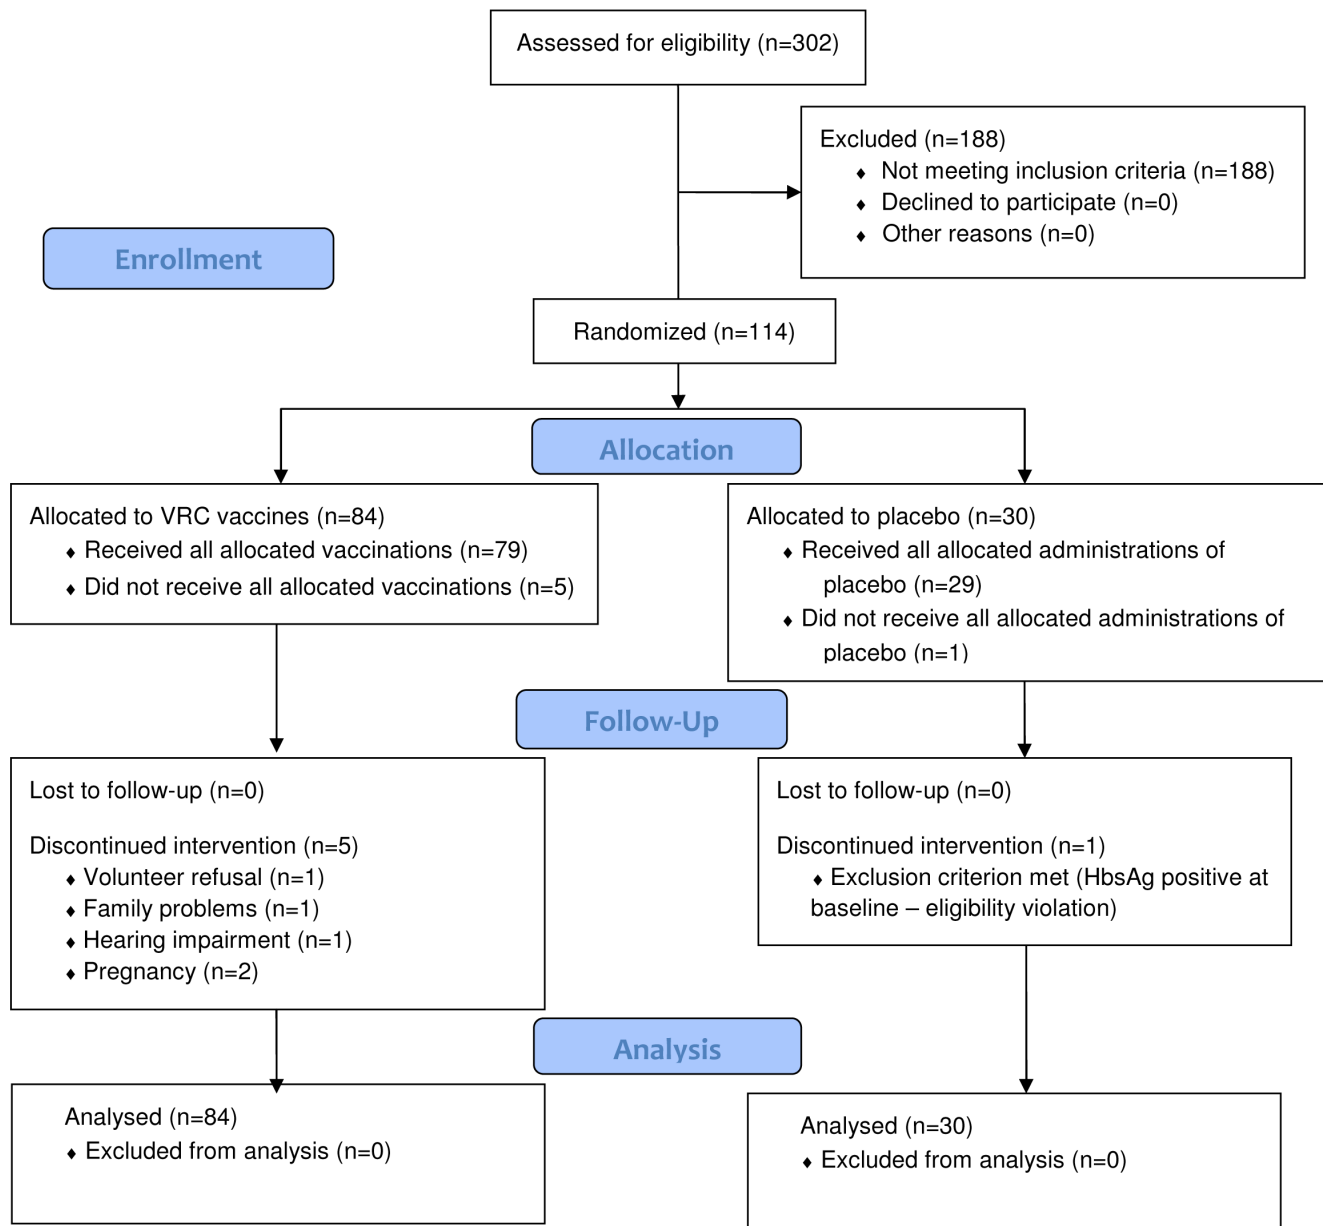 Assessed for eligibility (n=302)
Excluded (n=188)
♦ Not meeting inclusion criteria (n=188)
♦ Declined to participate (n=0)
♦ Other reasons (n=0)
Enrollment
Randomized (n=114)
Allocation
Allocated to VRC vaccines (n=84)
♦ Received all allocated vaccinations (n=79)
♦ Did not receive all allocated vaccinations (n=5)
Allocated to placebo (n=30)
♦ Received all allocated administrations of
placebo (n=29)
♦ Did not receive all allocated administrations of
placebo (n=1)
Follow-Up
Lost to follow-up (n=0)
Discontinued intervention (n=5)
♦ Volunteer refusal (n=1)
♦ Family problems (n=1)
♦ Hearing impairment (n=1)
♦ Pregnancy (n=2)
Lost to follow-up (n=0)
Discontinued intervention (n=1)
♦ Exclusion criterion met (HbsAg positive at
baseline – eligibility violation)
Analysis
Analysed (n=84)
♦ Excluded from analysis (n=0)
Analysed (n=30)
♦ Excluded from analysis (n=0)